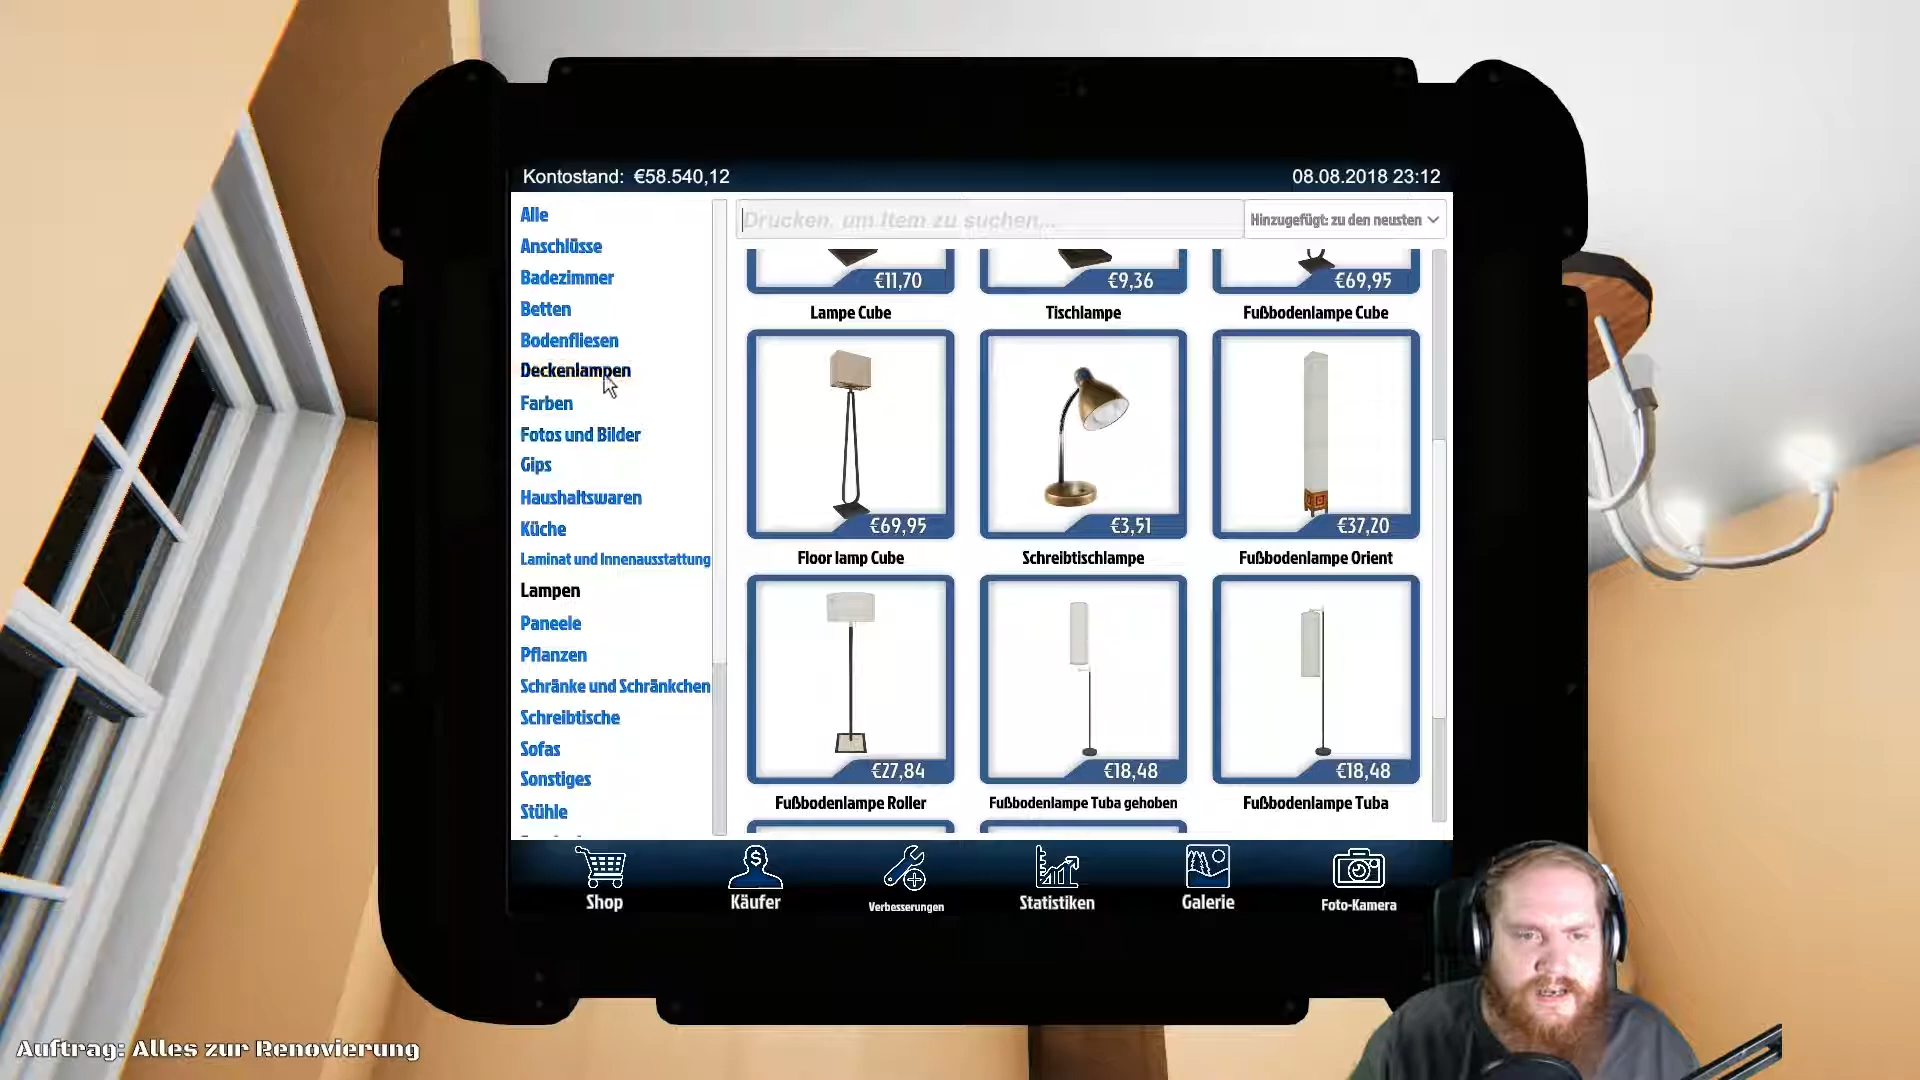 Kontostand: €58.540,12
08.08.2018 23:12
Alle
Anschlüsse
Badezimmer
Betten
Bodenfliesen
Deckenlampen
Farben
Fotos und Bilder
Gips
Haushaltswaren
Küche
Laminat und Innenausstattung
Lampen
Paneele
Pflanzen
Schränke und Schränkchen
Schreibtische
Sofas
Sonstiges
Stühle
Drucken, um Item zu suchen...
Hinzugefügt: zu den neusten
€11,70
€9,36
€69,95
Lampe Cube
Tischlampe
Fußbodenlampe Cube
€69,95
€3,51
€37,20
Floor lamp Cube
Schreibtischlampe
Fußbodenlampe Orient
€27,84
€18,48
€18,48
Fußbodenlampe Roller
Fußbodenlampe Tuba gehoben
Fußbodenlampe Tuba
Shop
Käufer
Verbesserungen
Statistiken
Galerie
Foto-Kamera
Auftrag: Alles zur Renovierung